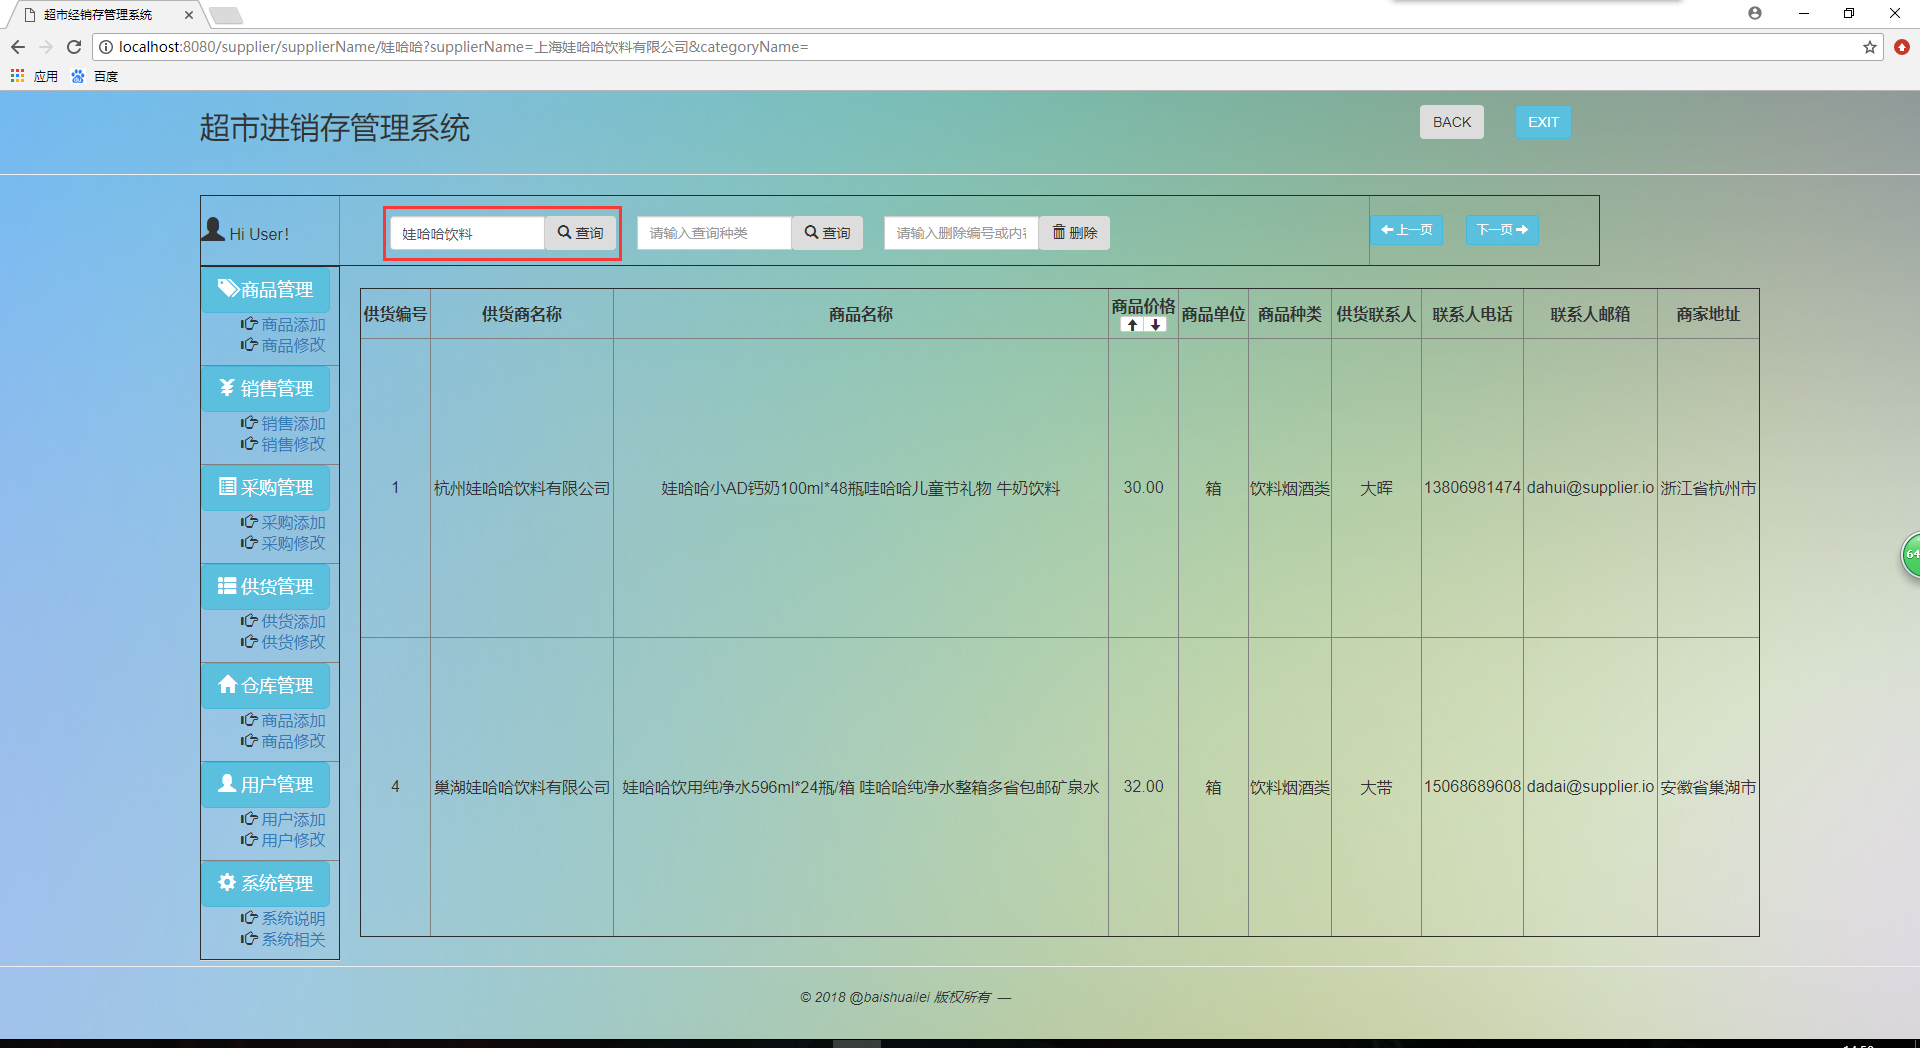 超市经销存管理系统
localhost:8080/supplier/supplierName/娃哈哈?supplierName=上海娃哈哈饮料有限公司&categoryName=
应用 百度
超市进销存管理系统 BACK EXIT
Hi User! 娃哈哈饮料 查询 请输入查询种类 查询 请输入删除编号或内容 删除 上一页 下一页
商品管理
商品添加
商品修改
销售管理
销售添加
销售修改
采购管理
采购添加
采购修改
供货管理
供货添加
供货修改
仓库管理
商品添加
商品修改
用户管理
用户添加
用户修改
系统管理
系统说明
系统相关
供货编号 供货商名称 商品名称 商品价格 商品单位 商品种类 供货联系人 联系人电话 联系人邮箱 商家地址
1 杭州娃哈哈饮料有限公司 娃哈哈小AD钙奶100ml*48瓶哇哈哈儿童节礼物 牛奶饮料 30.00 箱 饮料烟酒类 大晖 13806981474 dahui@supplier.io 浙江省杭州市
4 巢湖娃哈哈饮料有限公司 娃哈哈饮用纯净水596ml*24瓶/箱 哇哈哈纯净水整箱多省包邮矿泉水 32.00 箱 饮料烟酒类 大带 15068689608 dadai@supplier.io 安徽省巢湖市
64
© 2018 @baishuailei 版权所有 —